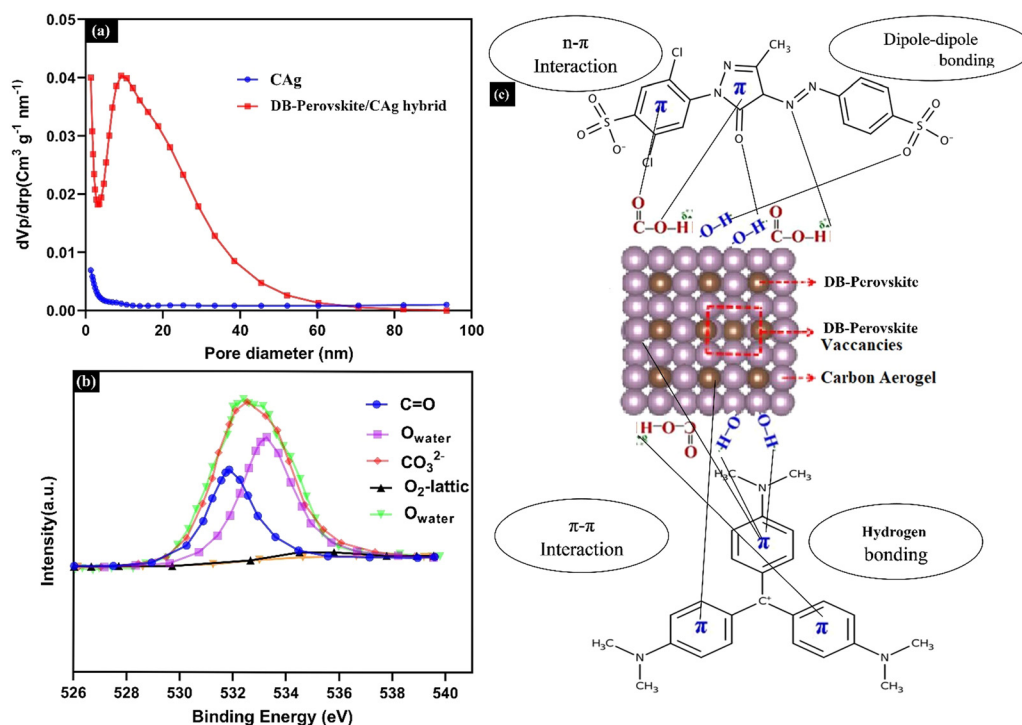 (a)
0.05
0.04
0.03
0.02
0.01
0.00
dVp/drp(Cm³ g⁻¹ nm⁻¹)
CAg
DB-Perovskite/CAg hybrid
0
20
40
60
80
100
Pore diameter (nm)
(b)
C=O
O_water
CO₃²⁻
O₂-lattic
O_water
Intensity(a.u.)
526
528
530
532
534
536
538
540
Binding Energy (eV)
(c)
n-π
Interaction
Dipole-dipole
bonding
CH₃
Cl
N
N
N
N
π
π
O
S
O
O⁻
Cl
O
O
S
O⁻
O
O
C
O-H
δ⁺
O-H
O-H
O
C
O-H
δ⁺
DB-Perovskite
DB-Perovskite
Vaccancies
Carbon Aerogel
H-O-C
O
H-O
O-H
H₃C
N
CH₃
π-π
Interaction
π
Hydrogen
bonding
C⁺
π
π
H₃C
N
CH₃
CH₃
N
CH₃